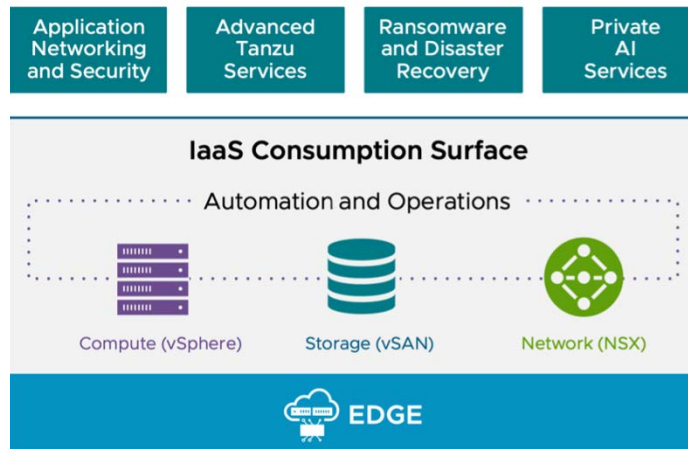 Application
Networking
and Security
Advanced
Tanzu
Services
Ransomware
and Disaster
Recovery
Private
AI
Services
IaaS Consumption Surface
Automation and Operations
Compute (vSphere)
Storage (vSAN)
Network (NSX)
EDGE